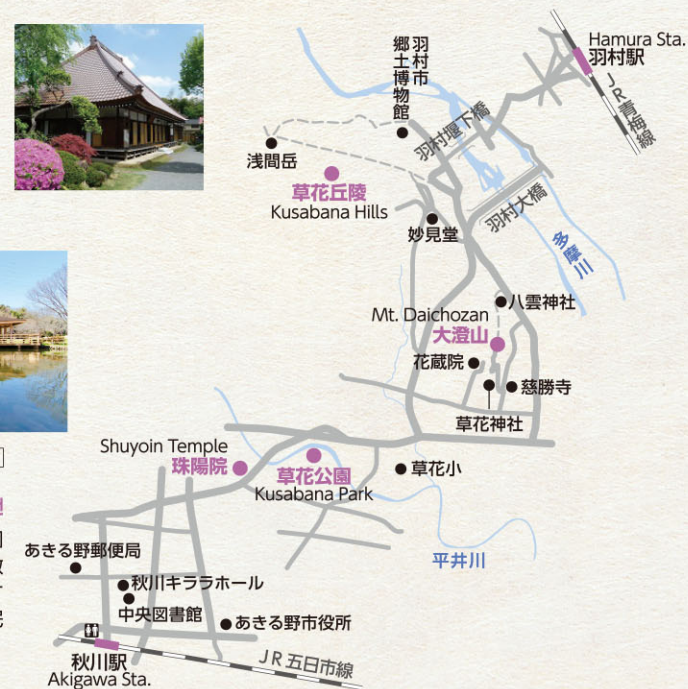 Hamura Sta.
羽村駅
JR青梅線
羽村市
郷土博物館
羽村堰下橋
浅間岳
草花丘陵
Kusabana Hills
羽村大橋
妙見堂
多摩川
八雲神社
Mt. Daichozan
大澄山
花蔵院
慈勝寺
草花神社
Shuyoin Temple
珠陽院
草花公園
Kusabana Park
草花小
平井川
あきる野郵便局
秋川キララホール
中央図書館
あきる野市役所
秋川駅
Akigawa Sta.
JR五日市線